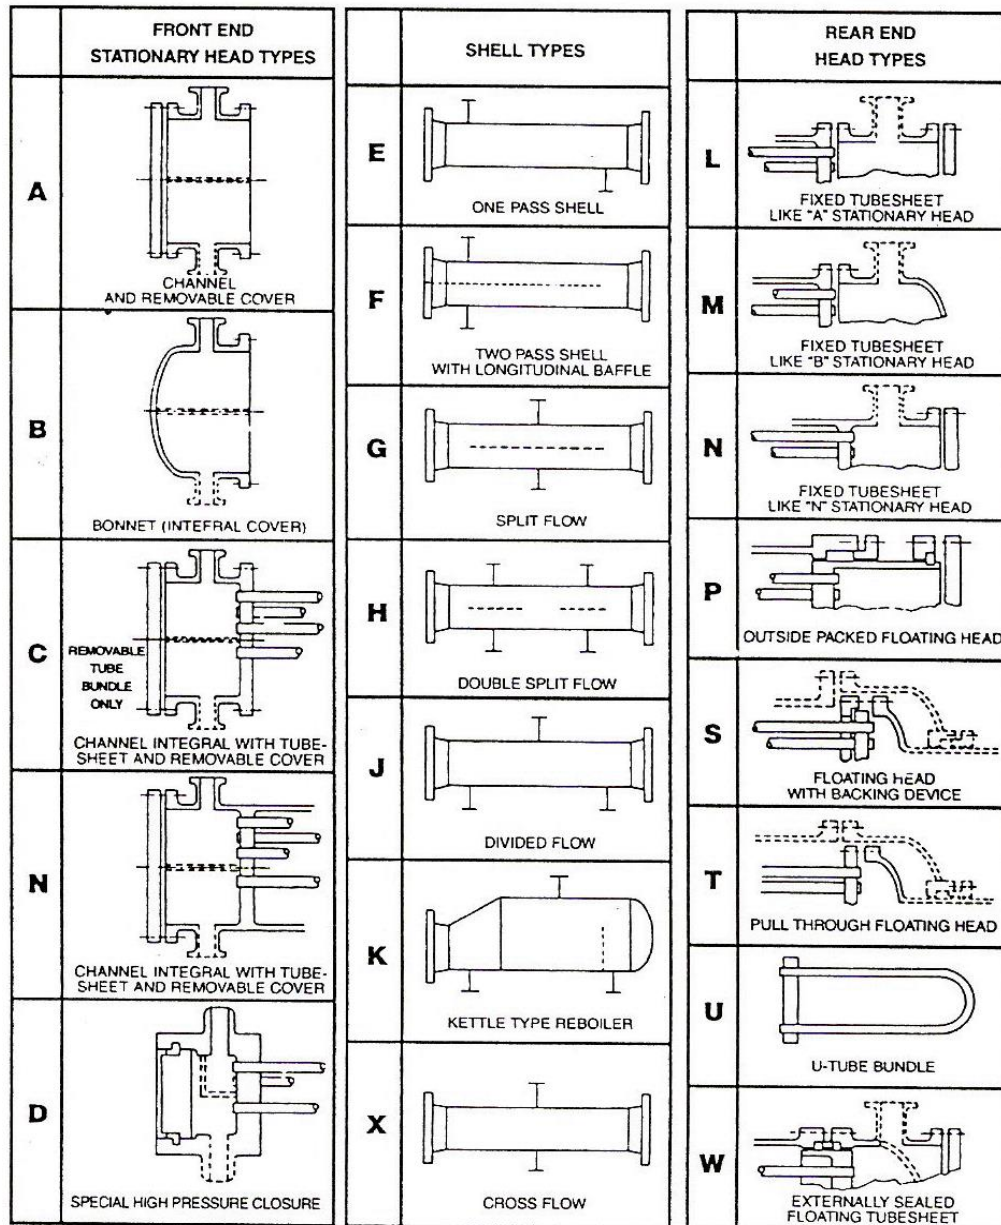 FRONT END
STATIONARY HEAD TYPES
A
CHANNEL
AND REMOVABLE COVER
B
BONNET (INTEFRAL COVER)
C
REMOVABLE
TUBE
BUNDLE
ONLY
CHANNEL INTEGRAL WITH TUBE-
SHEET AND REMOVABLE COVER
N
CHANNEL INTEGRAL WITH TUBE-
SHEET AND REMOVABLE COVER
D
SPECIAL HIGH PRESSURE CLOSURE
SHELL TYPES
E
ONE PASS SHELL
F
TWO PASS SHELL
WITH LONGITUDINAL BAFFLE
G
SPLIT FLOW
H
DOUBLE SPLIT FLOW
J
DIVIDED FLOW
K
KETTLE TYPE REBOILER
X
CROSS FLOW
REAR END
HEAD TYPES
L
FIXED TUBESHEET
LIKE "A" STATIONARY HEAD
M
FIXED TUBESHEET
LIKE "B" STATIONARY HEAD
N
FIXED TUBESHEET
LIKE "N" STATIONARY HEAD
P
OUTSIDE PACKED FLOATING HEAD
S
FLOATING HEAD
WITH BACKING DEVICE
T
PULL THROUGH FLOATING HEAD
U
U-TUBE BUNDLE
W
EXTERNALLY SEALED
FLOATING TUBESHEET